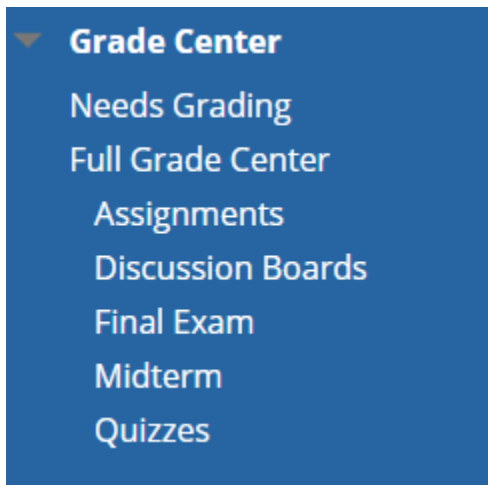 Grade Center
Needs Grading
Full Grade Center
Assignments
Discussion Boards
Final Exam
Midterm
Quizzes